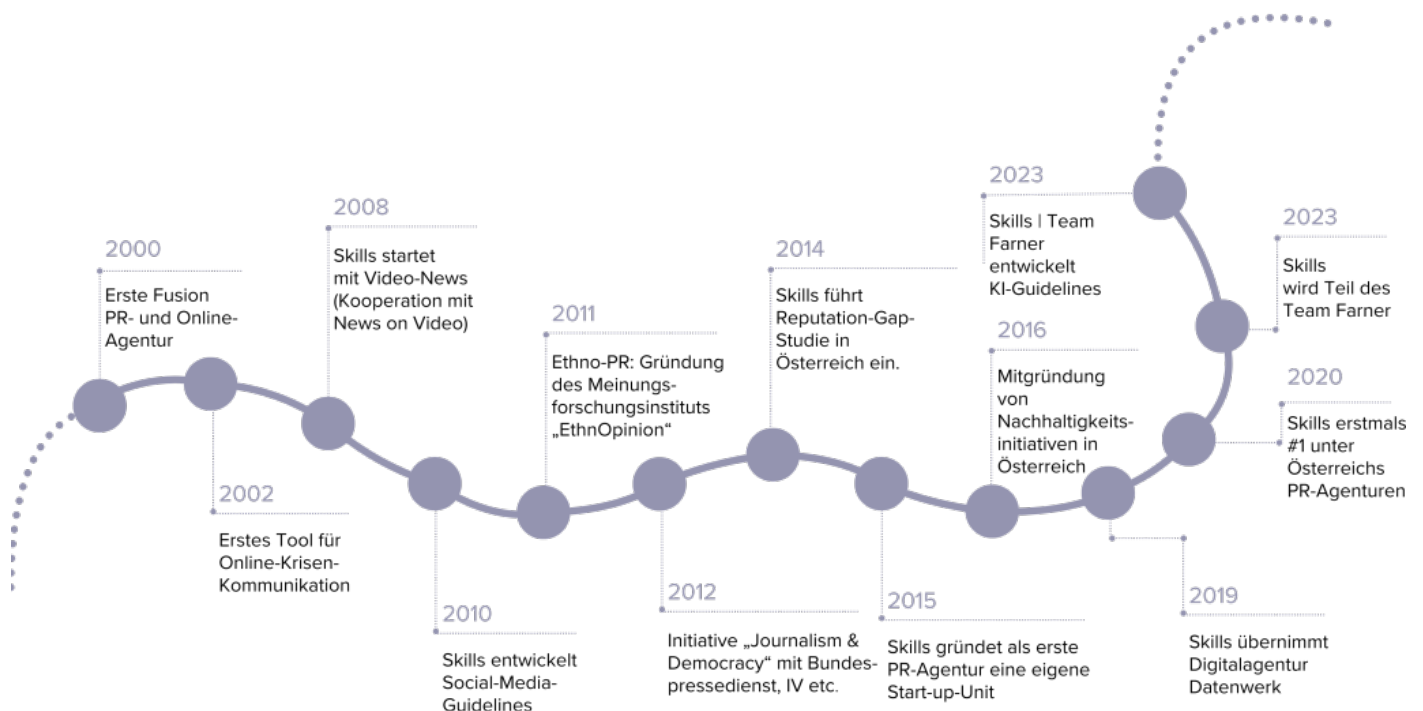 2000
Erste Fusion
PR- und Online-
Agentur
2002
Erstes Tool für
Online-Krisen-
Kommunikation
2008
Skills startet
mit Video-News
(Kooperation mit
News on Video)
2010
Skills entwickelt
Social-Media-
Guidelines
2011
Ethno-PR: Gründung
des Meinungs-
forschungsinstituts
„EthnOpinion“
2012
Initiative „Journalism &
Democracy“ mit Bundes-
pressedienst, IV etc.
2014
Skills führt
Reputation-Gap-
Studie in
Österreich ein.
2015
Skills gründet als erste
PR-Agentur eine eigene
Start-up-Unit
2016
Mitgründung
von
Nachhaltigkeits-
initiativen in
Österreich
2019
Skills übernimmt
Digitalagentur
Datenwerk
2020
Skills erstmals
#1 unter
Österreichs
PR-Agenturen
2023
Skills
wird Teil des
Team Farner
2023
Skills | Team
Farner
entwickelt
KI-Guidelines